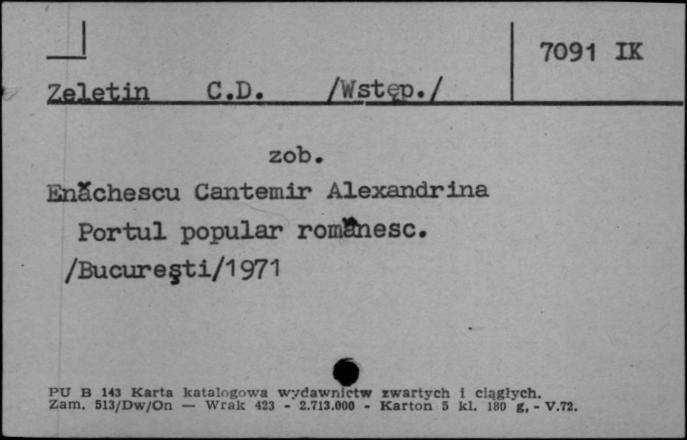 7091 IK
Zeletin C.D. /Wstęp./
zob.
Enăchescu Cantemir Alexandrina
Portul popular românesc.
/Bucureşti/1971
PU B 143 Karta katalogowa wydawnictw zwartych i ciągłych.
Zam. 513/Dw/On — Wrak 423 - 2.713.000 - Karton 5 kl. 180 g, - V.72.